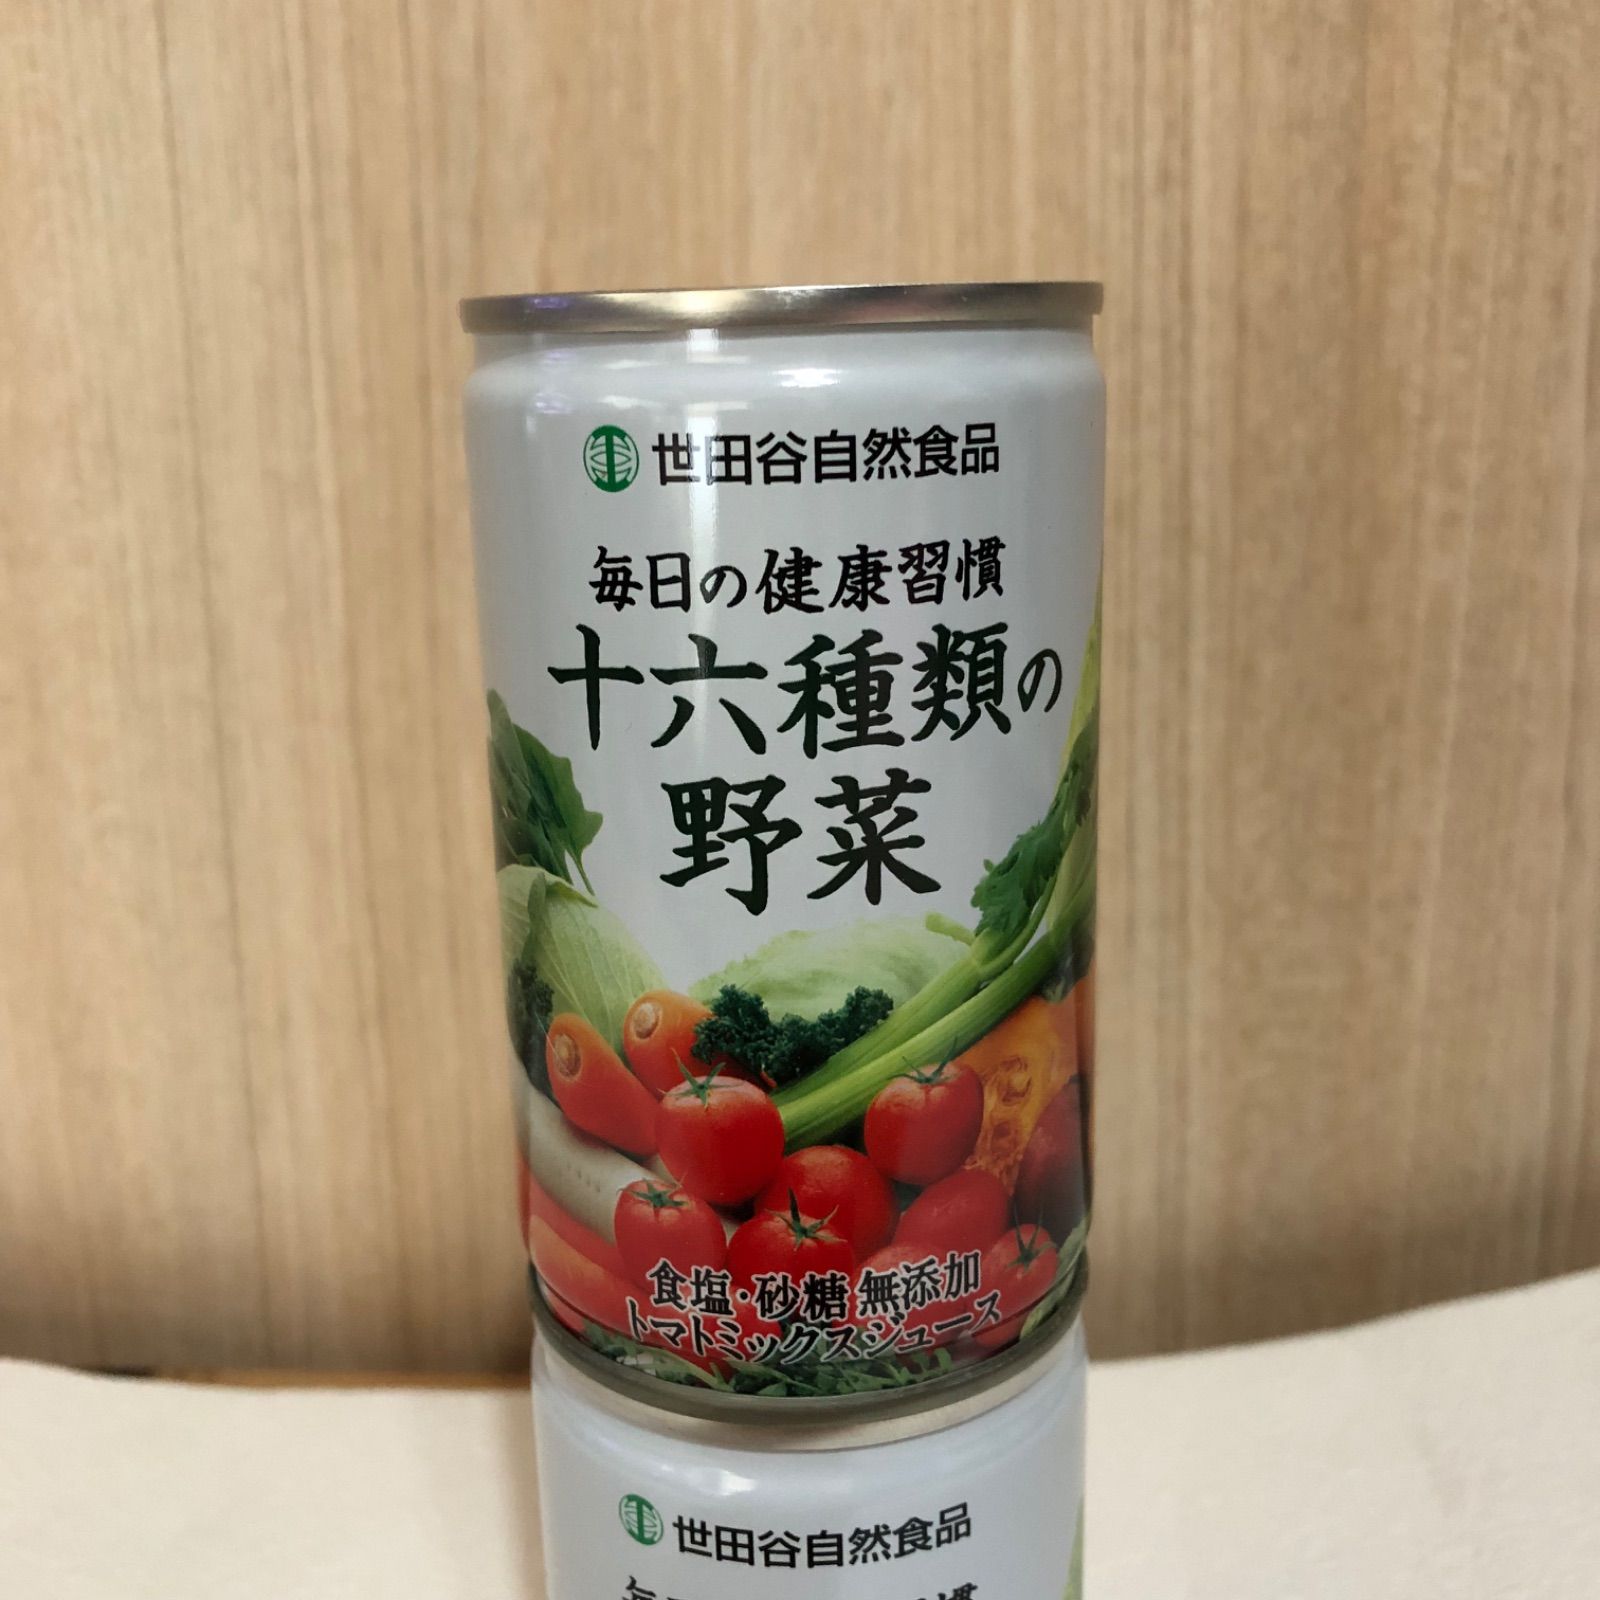 世田谷自然食品
毎日の健康習慣
十六種類の
野菜
食塩・砂糖 無添加
トマトミックスジュース
世田谷自然食品